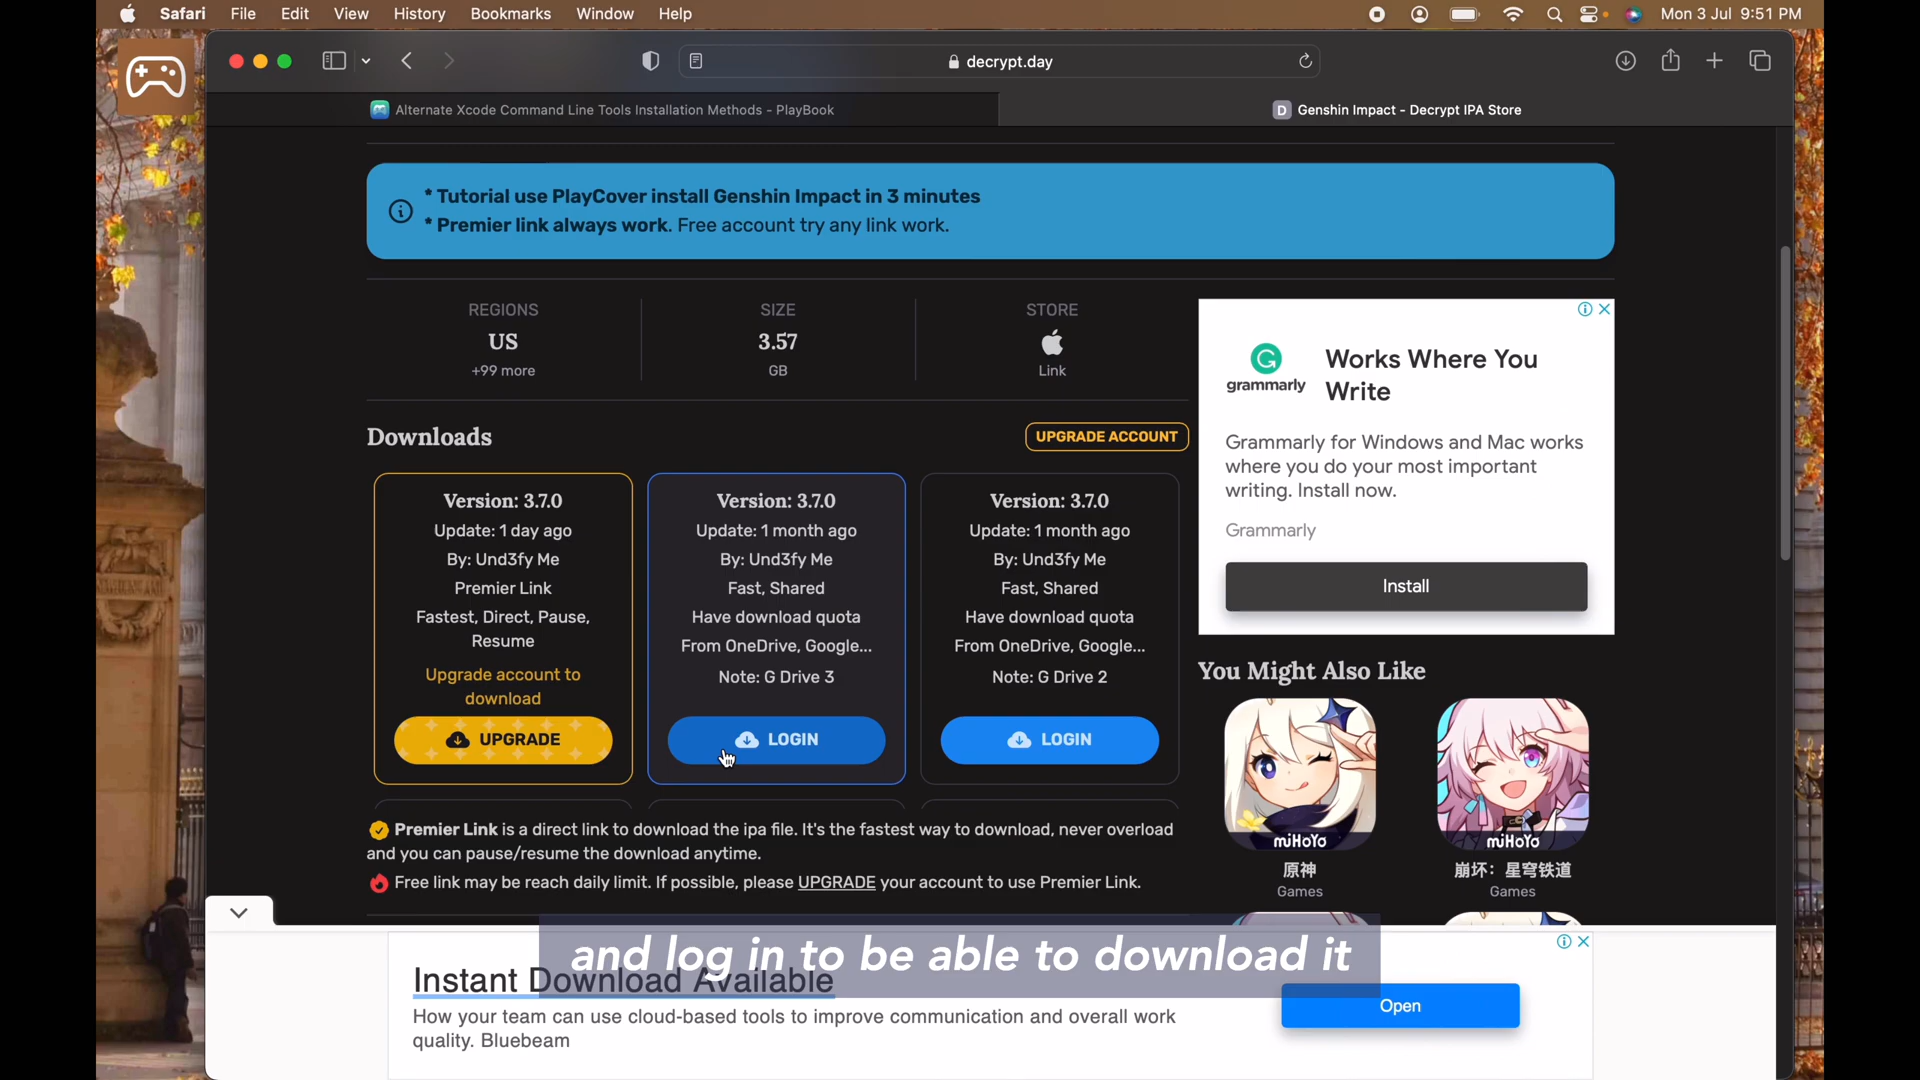 Safari File Edit View History Bookmarks Window Help Mon 3 Jul 9:51 PM
decrypt.day
Alternate Xcode Command Line Tools Installation Methods - PlayBook
D Genshin Impact - Decrypt IPA Store
* Tutorial use PlayCover install Genshin Impact in 3 minutes
* Premier link always work. Free account try any link work.
REGIONS
US
+99 more
SIZE
3.57
GB
STORE
Link
Downloads
UPGRADE ACCOUNT
Version: 3.7.0
Update: 1 day ago
By: Und3fy Me
Premier Link
Fastest, Direct, Pause,
Resume
Upgrade account to
download
UPGRADE
Version: 3.7.0
Update: 1 month ago
By: Und3fy Me
Fast, Shared
Have download quota
From OneDrive, Google...
Note: G Drive 3
LOGIN
Version: 3.7.0
Update: 1 month ago
By: Und3fy Me
Fast, Shared
Have download quota
From OneDrive, Google...
Note: G Drive 2
LOGIN
Premier Link is a direct link to download the ipa file. It's the fastest way to download, never overload
and you can pause/resume the download anytime.
Free link may be reach daily limit. If possible, please UPGRADE your account to use Premier Link.
grammarly
Works Where You
Write
Grammarly for Windows and Mac works
where you do your most important
writing. Install now.
Grammarly
Install
You Might Also Like
miHoYo
原神
Games
miHoYo
崩坏：星穹铁道
Games
and log in to be able to download it
Instant Download Available
How your team can use cloud-based tools to improve communication and overall work
quality. Bluebeam
Open